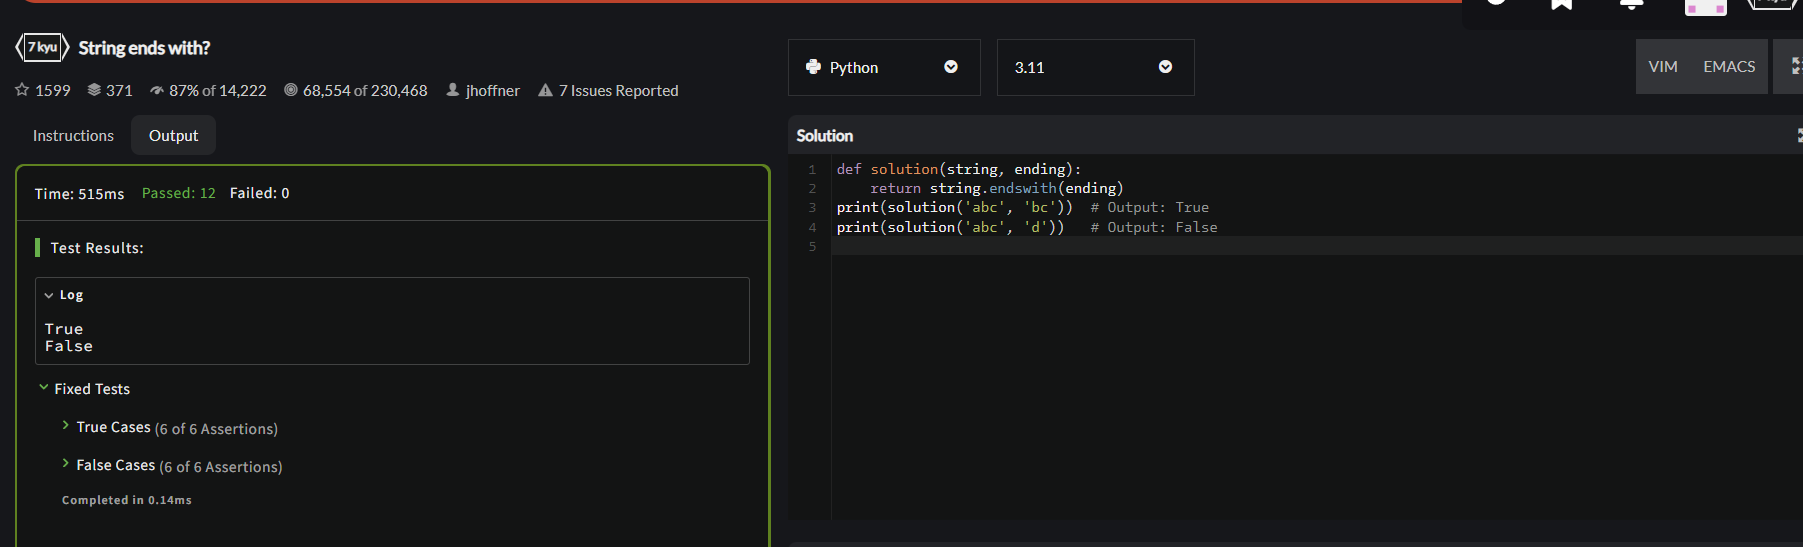 7 kyu String ends with?
1599 371 87% of 14,222 68,554 of 230,468 jhoffner 7 Issues Reported
Instructions Output
Time: 515ms Passed: 12 Failed: 0
Test Results:
Log
True
False
Fixed Tests
True Cases (6 of 6 Assertions)
False Cases (6 of 6 Assertions)
Completed in 0.14ms
Python 3.11 VIM EMACS
Solution
1 def solution(string, ending):
2     return string.endswith(ending)
3 print(solution('abc', 'bc'))  # Output: True
4 print(solution('abc', 'd'))   # Output: False
5